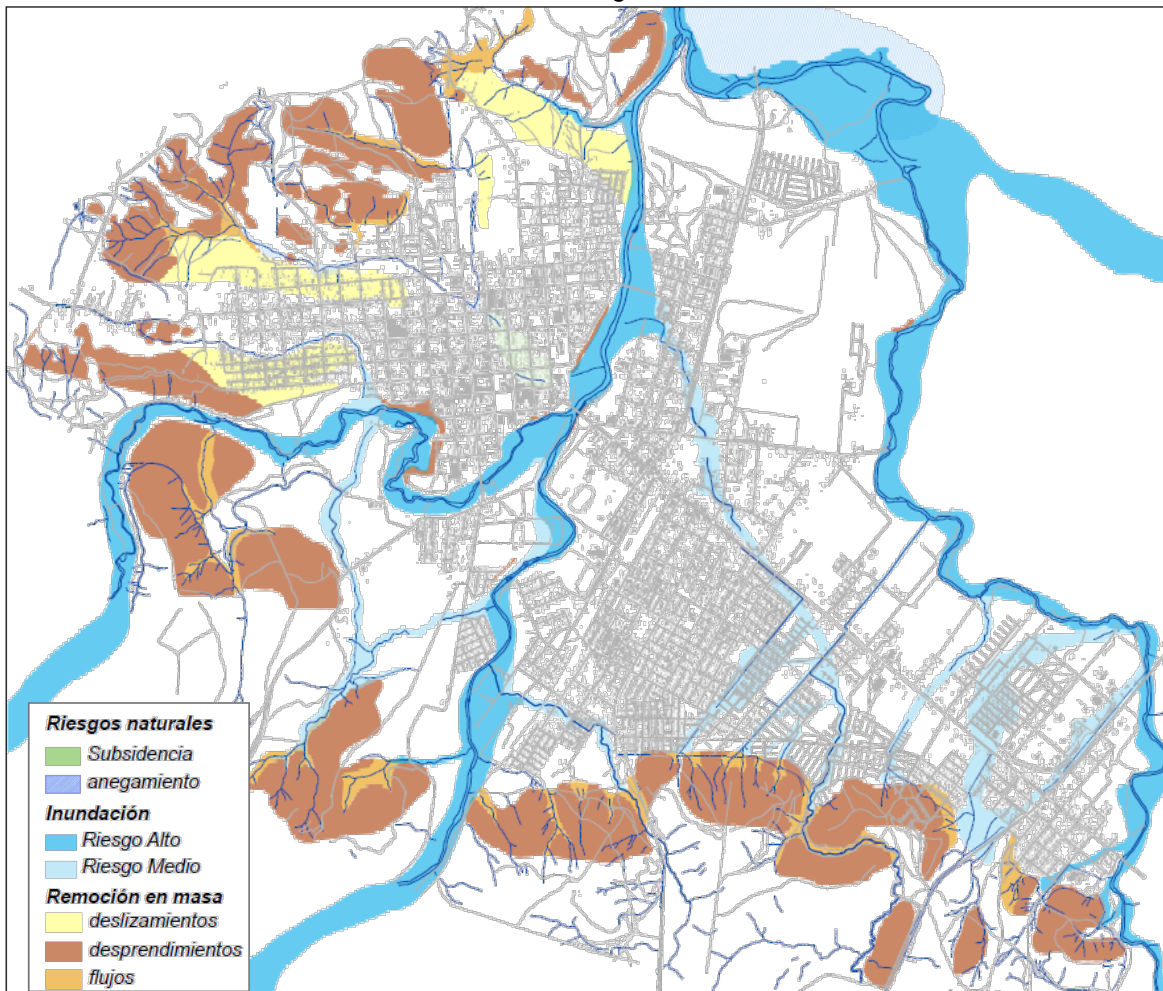 Riesgos naturales
Subsidencia
anegamiento
Inundación
Riesgo Alto
Riesgo Medio
Remoción en masa
deslizamientos
desprendimientos
flujos